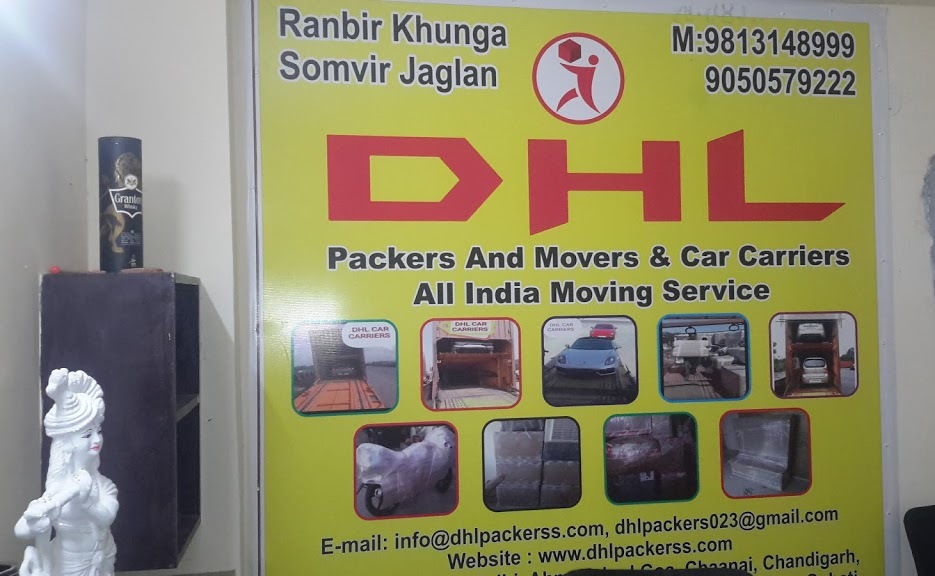 Ranbir Khunga
Somvir Jaglan
M:9813148999
9050579222
DHL
Packers And Movers & Car Carriers
All India Moving Service
DHL CAR
CARRIERS
DHL CAR
CARRIERS
DHL CAR
CARRIERS
E-mail: info@dhlpackerss.com, dhlpackers023@gmail.com
Website : www.dhlpackerss.com
Goa, Chandigarh,